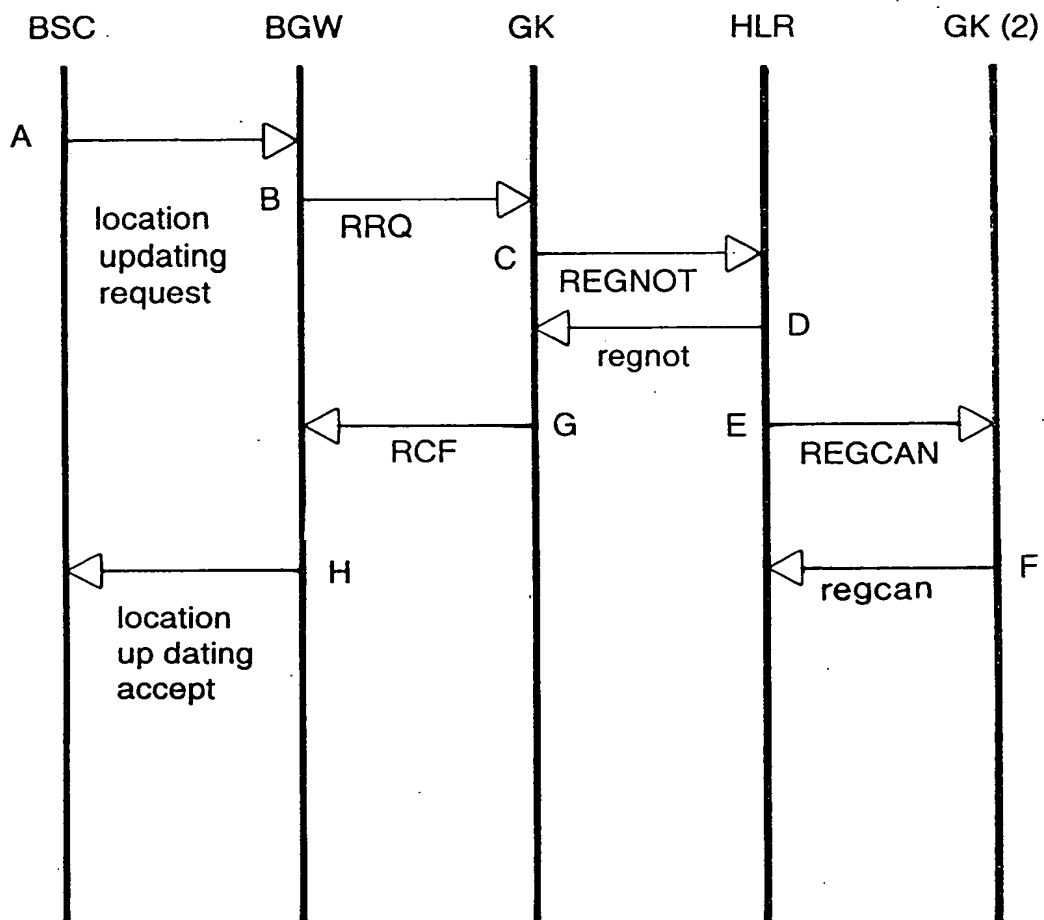 BSC BGW GK HLR GK (2)
A
B
location
updating
request
RRQ
C
REGNOT
D
regnot
G
E
RCF
REGCAN
H
F
regcan
location
up dating
accept